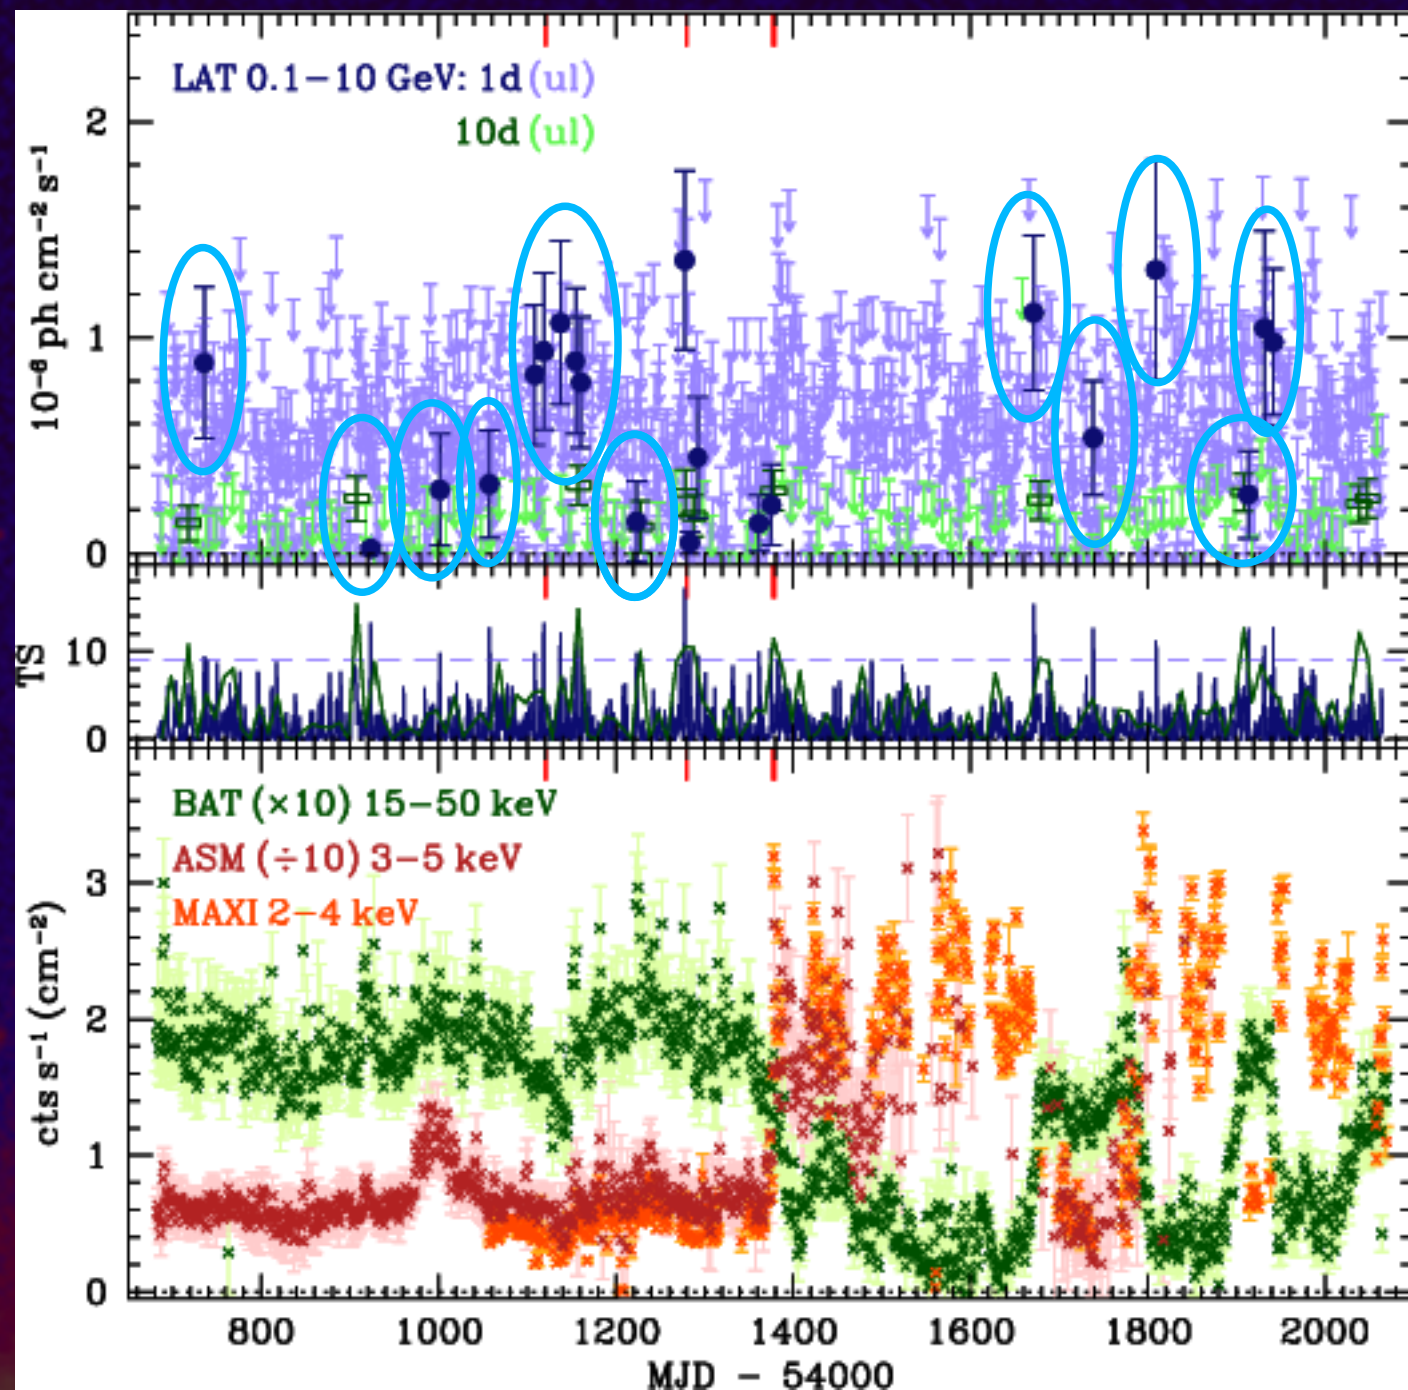 LAT 0.1−10 GeV: 1d (ul)
10d (ul)
2
1
0
10⁻⁶ ph cm⁻² s⁻¹
10
0
TS
BAT (×10) 15−50 keV
ASM (÷10) 3−5 keV
MAXI 2−4 keV
3
2
1
0
cts s⁻¹ (cm⁻²)
800 1000 1200 1400 1600 1800 2000
MJD − 54000